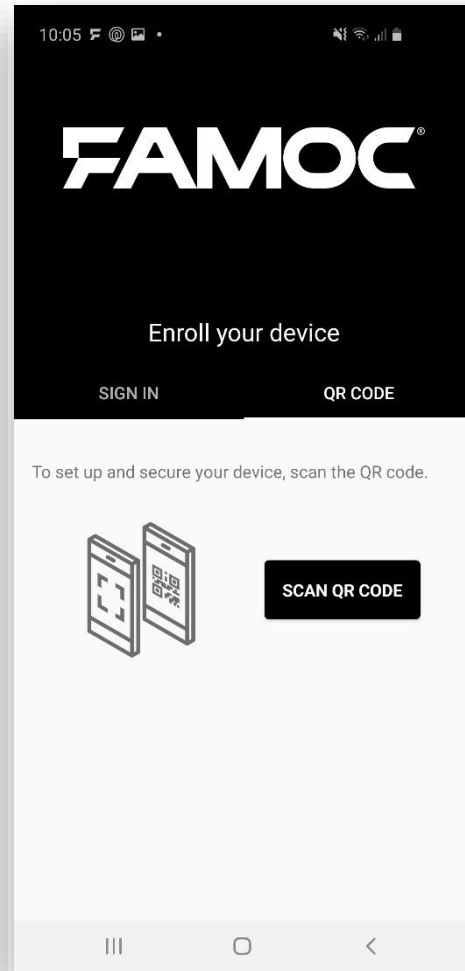 10:05
FAMOC®
Enroll your device
SIGN IN
QR CODE
To set up and secure your device, scan the QR code.
SCAN QR CODE